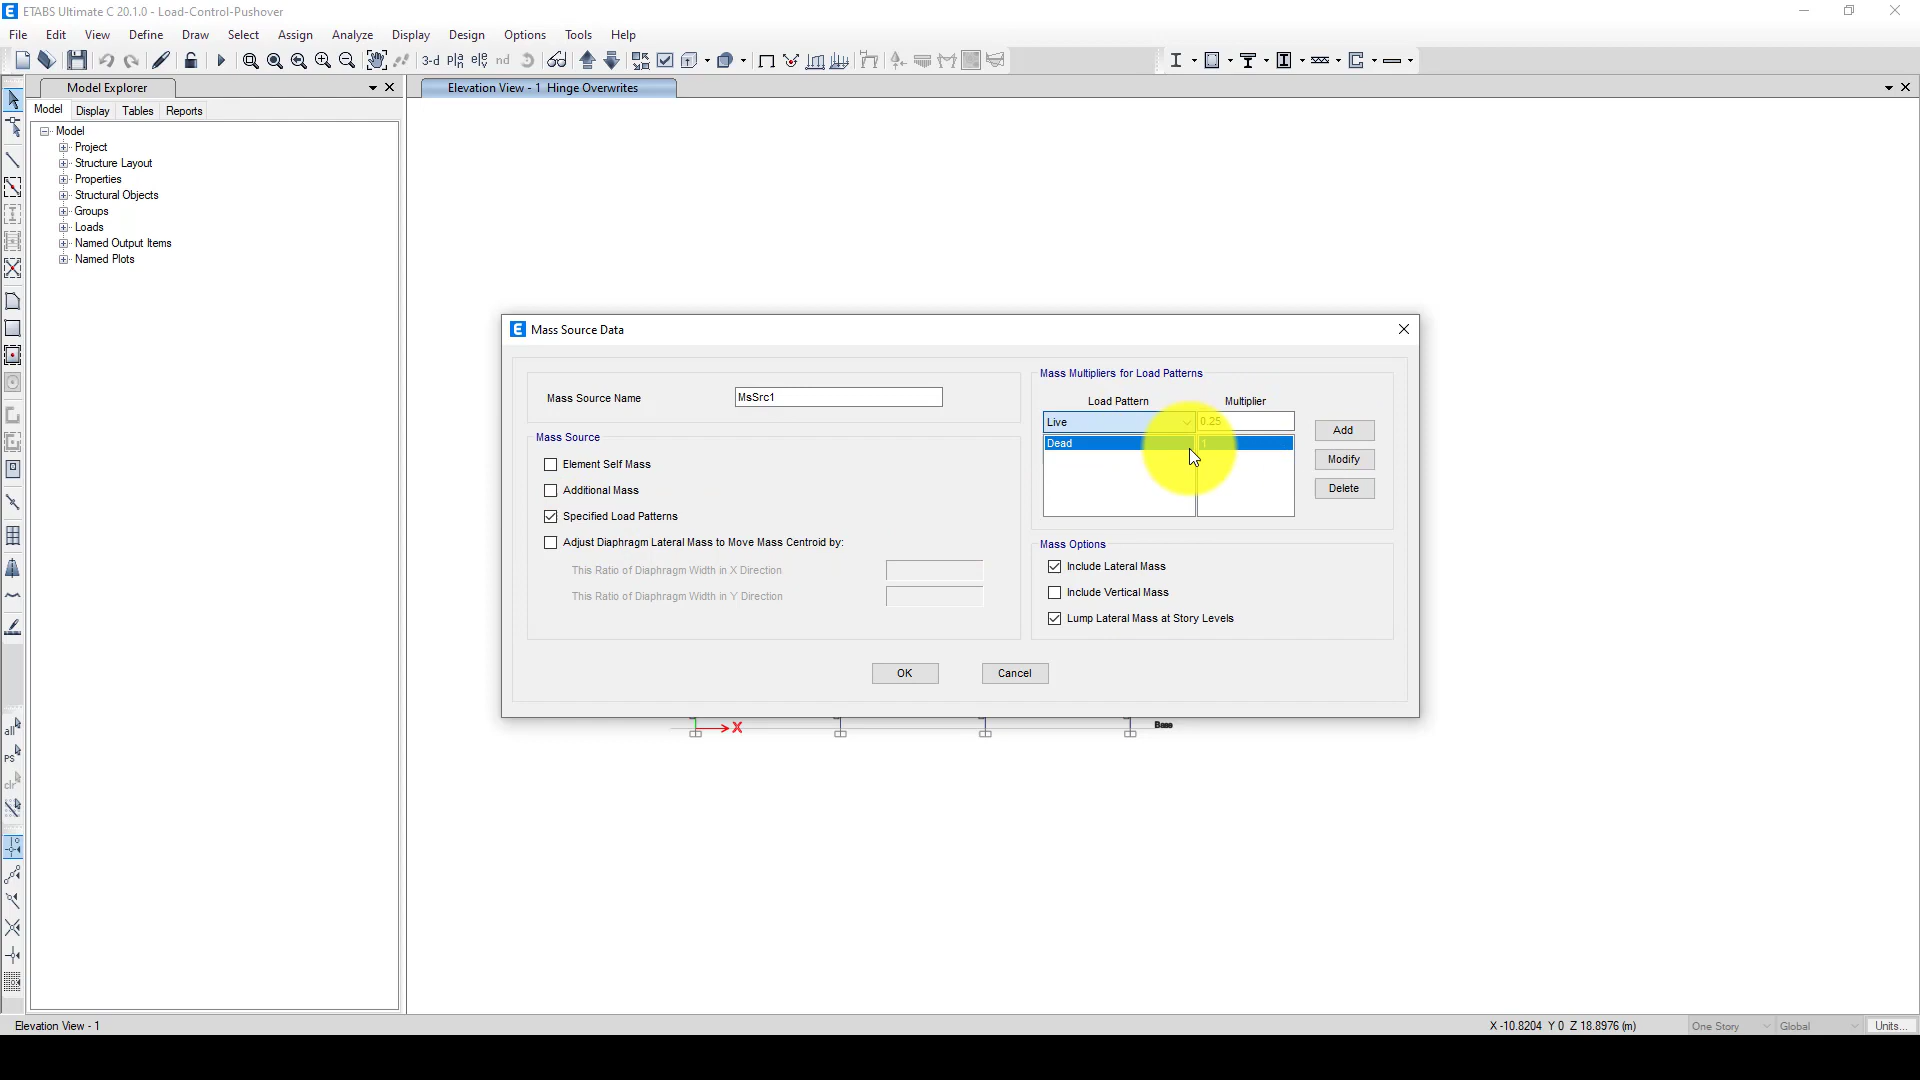 ETABS Ultimate C 20.1.0 - Load-Control-Pushover
File Edit View Define Draw Select Assign Analyze Display Design Options Tools Help
3-d
nd
Model Explorer
Elevation View - 1 Hinge Overwrites
Model Display Tables Reports
Model
Project
Structure Layout
Properties
Structural Objects
Groups
Loads
Named Output Items
Named Plots
Mass Source Data
Mass Source Name
MsSrc1
Mass Source
Element Self Mass
Additional Mass
Specified Load Patterns
Adjust Diaphragm Lateral Mass to Move Mass Centroid by:
This Ratio of Diaphragm Width in X Direction
This Ratio of Diaphragm Width in Y Direction
Mass Multipliers for Load Patterns
Load Pattern Multiplier
Live 0.25
Dead 1
Add
Modify
Delete
Mass Options
Include Lateral Mass
Include Vertical Mass
Lump Lateral Mass at Story Levels
OK Cancel
X
Base
all
PS
clr
Elevation View - 1
X -10.8204 Y 0 Z 18.8976 (m)
One Story
Global
Units...